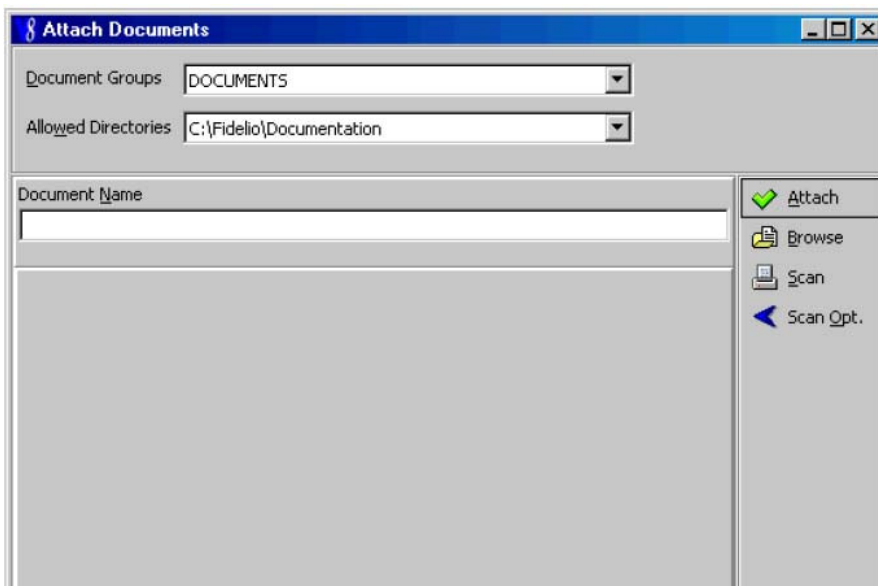 Attach Documents
Document Groups DOCUMENTS
Allowed Directories C:\Fidelio\Documentation
Document Name
Attach
Browse
Scan
Scan Opt.